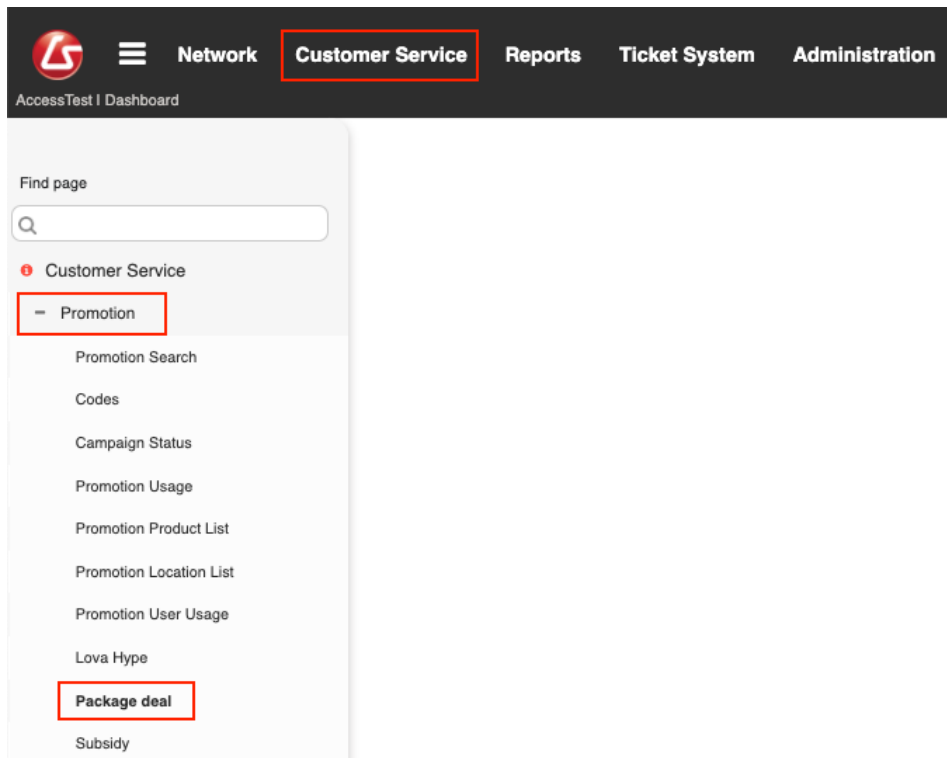 Network Customer Service Reports Ticket System Administration
AccessTest I Dashboard
Find page
Customer Service
Promotion
Promotion Search
Codes
Campaign Status
Promotion Usage
Promotion Product List
Promotion Location List
Promotion User Usage
Lova Hype
Package deal
Subsidy